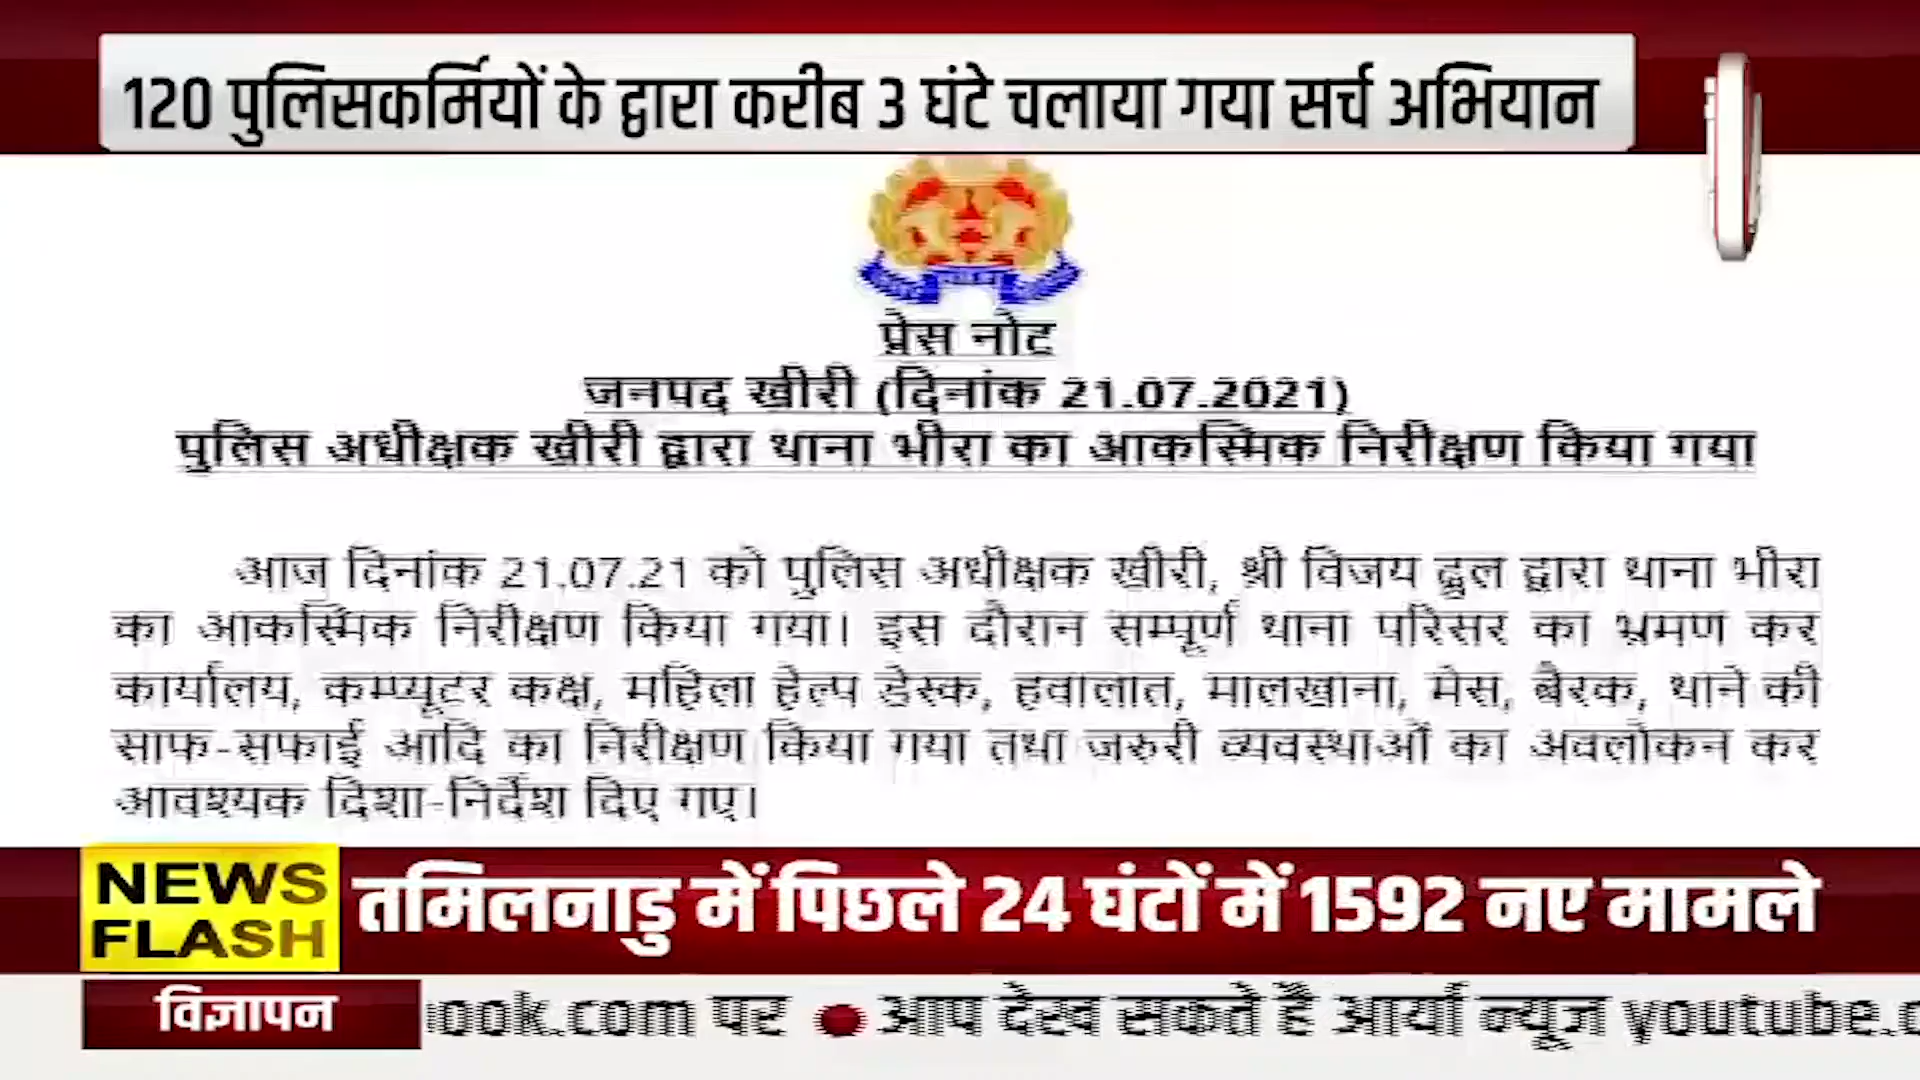 120 पुलिसकर्मियों के द्वारा करीब 3 घंटे चलाया गया सर्च अभियान
प्रेस नोट
जनपद खीरी (दिनांक 21.07.2021)
पुलिस अधीक्षक खीरी द्वारा थाना भीरा का आकस्मिक निरीक्षण किया गया
आज दिनांक 21.07.21 को पुलिस अधीक्षक खीरी, श्री विजय ढुल द्वारा थाना भीरा
का आकस्मिक निरीक्षण किया गया। इस दौरान सम्पूर्ण थाना परिसर का भ्रमण कर
कार्यालय, कम्प्यूटर कक्ष, महिला हेल्प डेस्क, हवालात, मालखाना, मेस, बैरक, थाने की
साफ-सफाई आदि का निरीक्षण किया गया तथा जरुरी व्यवस्थाओं का अवलोकन कर
आवश्यक दिशा-निर्देश दिए गए।
NEWS
FLASH
तमिलनाडु में पिछले 24 घंटों में 1592 नए मामले
विज्ञापन
ook.com पर ● आप देख सकते हैं आर्या न्यूज youtube.c